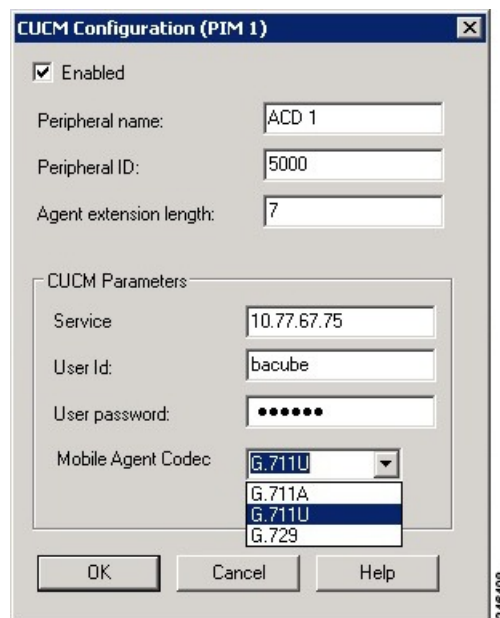 CUCM Configuration (PIM 1)
Enabled
Peripheral name: ACD 1
Peripheral ID: 5000
Agent extension length: 7
CUCM Parameters
Service 10.77.67.75
User Id: bacube
User password: ●●●●●●
Mobile Agent Codec G.711U
G.711A
G.711U
G.729
OK Cancel Help